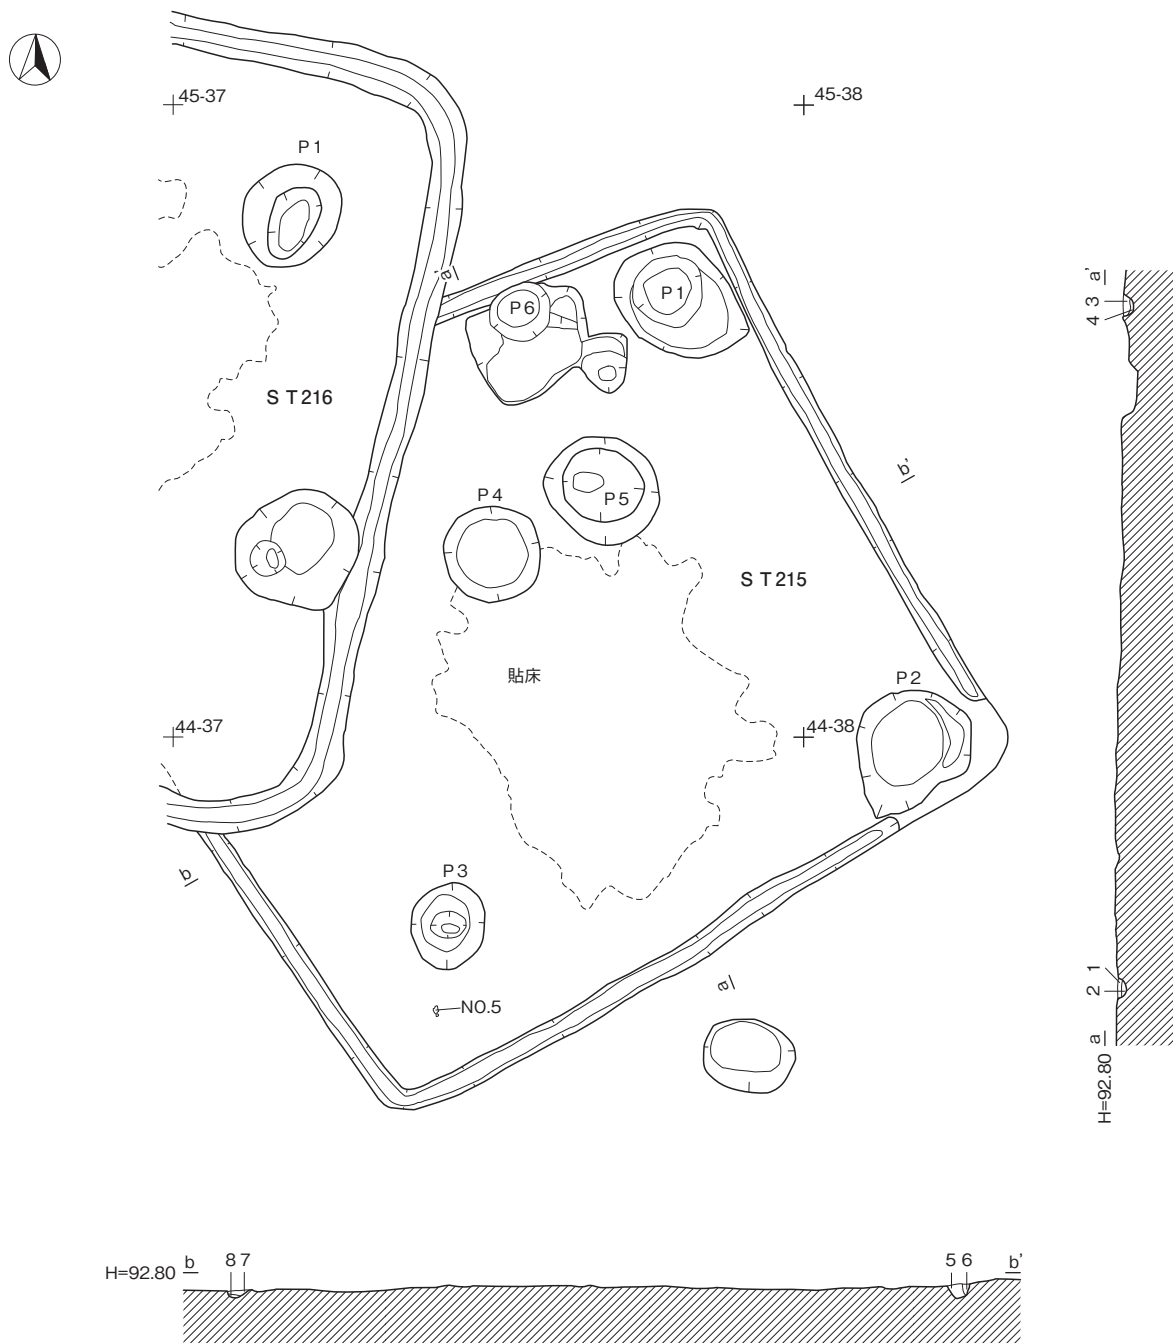 45-37
45-38
P1
a'
P6
P1
a'
3
4
ST216
b'
P4
P5
ST215
貼床
P2
44-37
44-38
b
P3
NO.5
a
1
2
a
H=92.80
H=92.80
b
8 7
5 6
b'